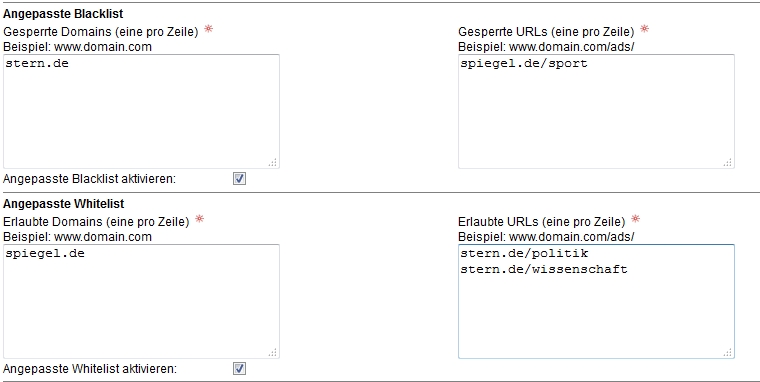 Angepasste Blacklist
Gesperrte Domains (eine pro Zeile)
Beispiel: www.domain.com
stern.de
Gesperrte URLs (eine pro Zeile)
Beispiel: www.domain.com/ads/
spiegel.de/sport
Angepasste Blacklist aktivieren:
Angepasste Whitelist
Erlaubte Domains (eine pro Zeile)
Beispiel: www.domain.com
spiegel.de
Erlaubte URLs (eine pro Zeile)
Beispiel: www.domain.com/ads/
stern.de/politik
stern.de/wissenschaft
Angepasste Whitelist aktivieren: